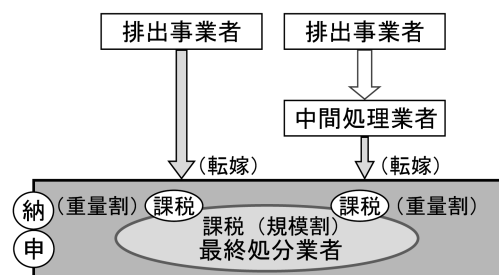 排出事業者
排出事業者
中間処理業者
(転嫁)
(転嫁)
納
(重量割)
課税
課税
(重量割)
課税(規模割)
申
最終処分業者